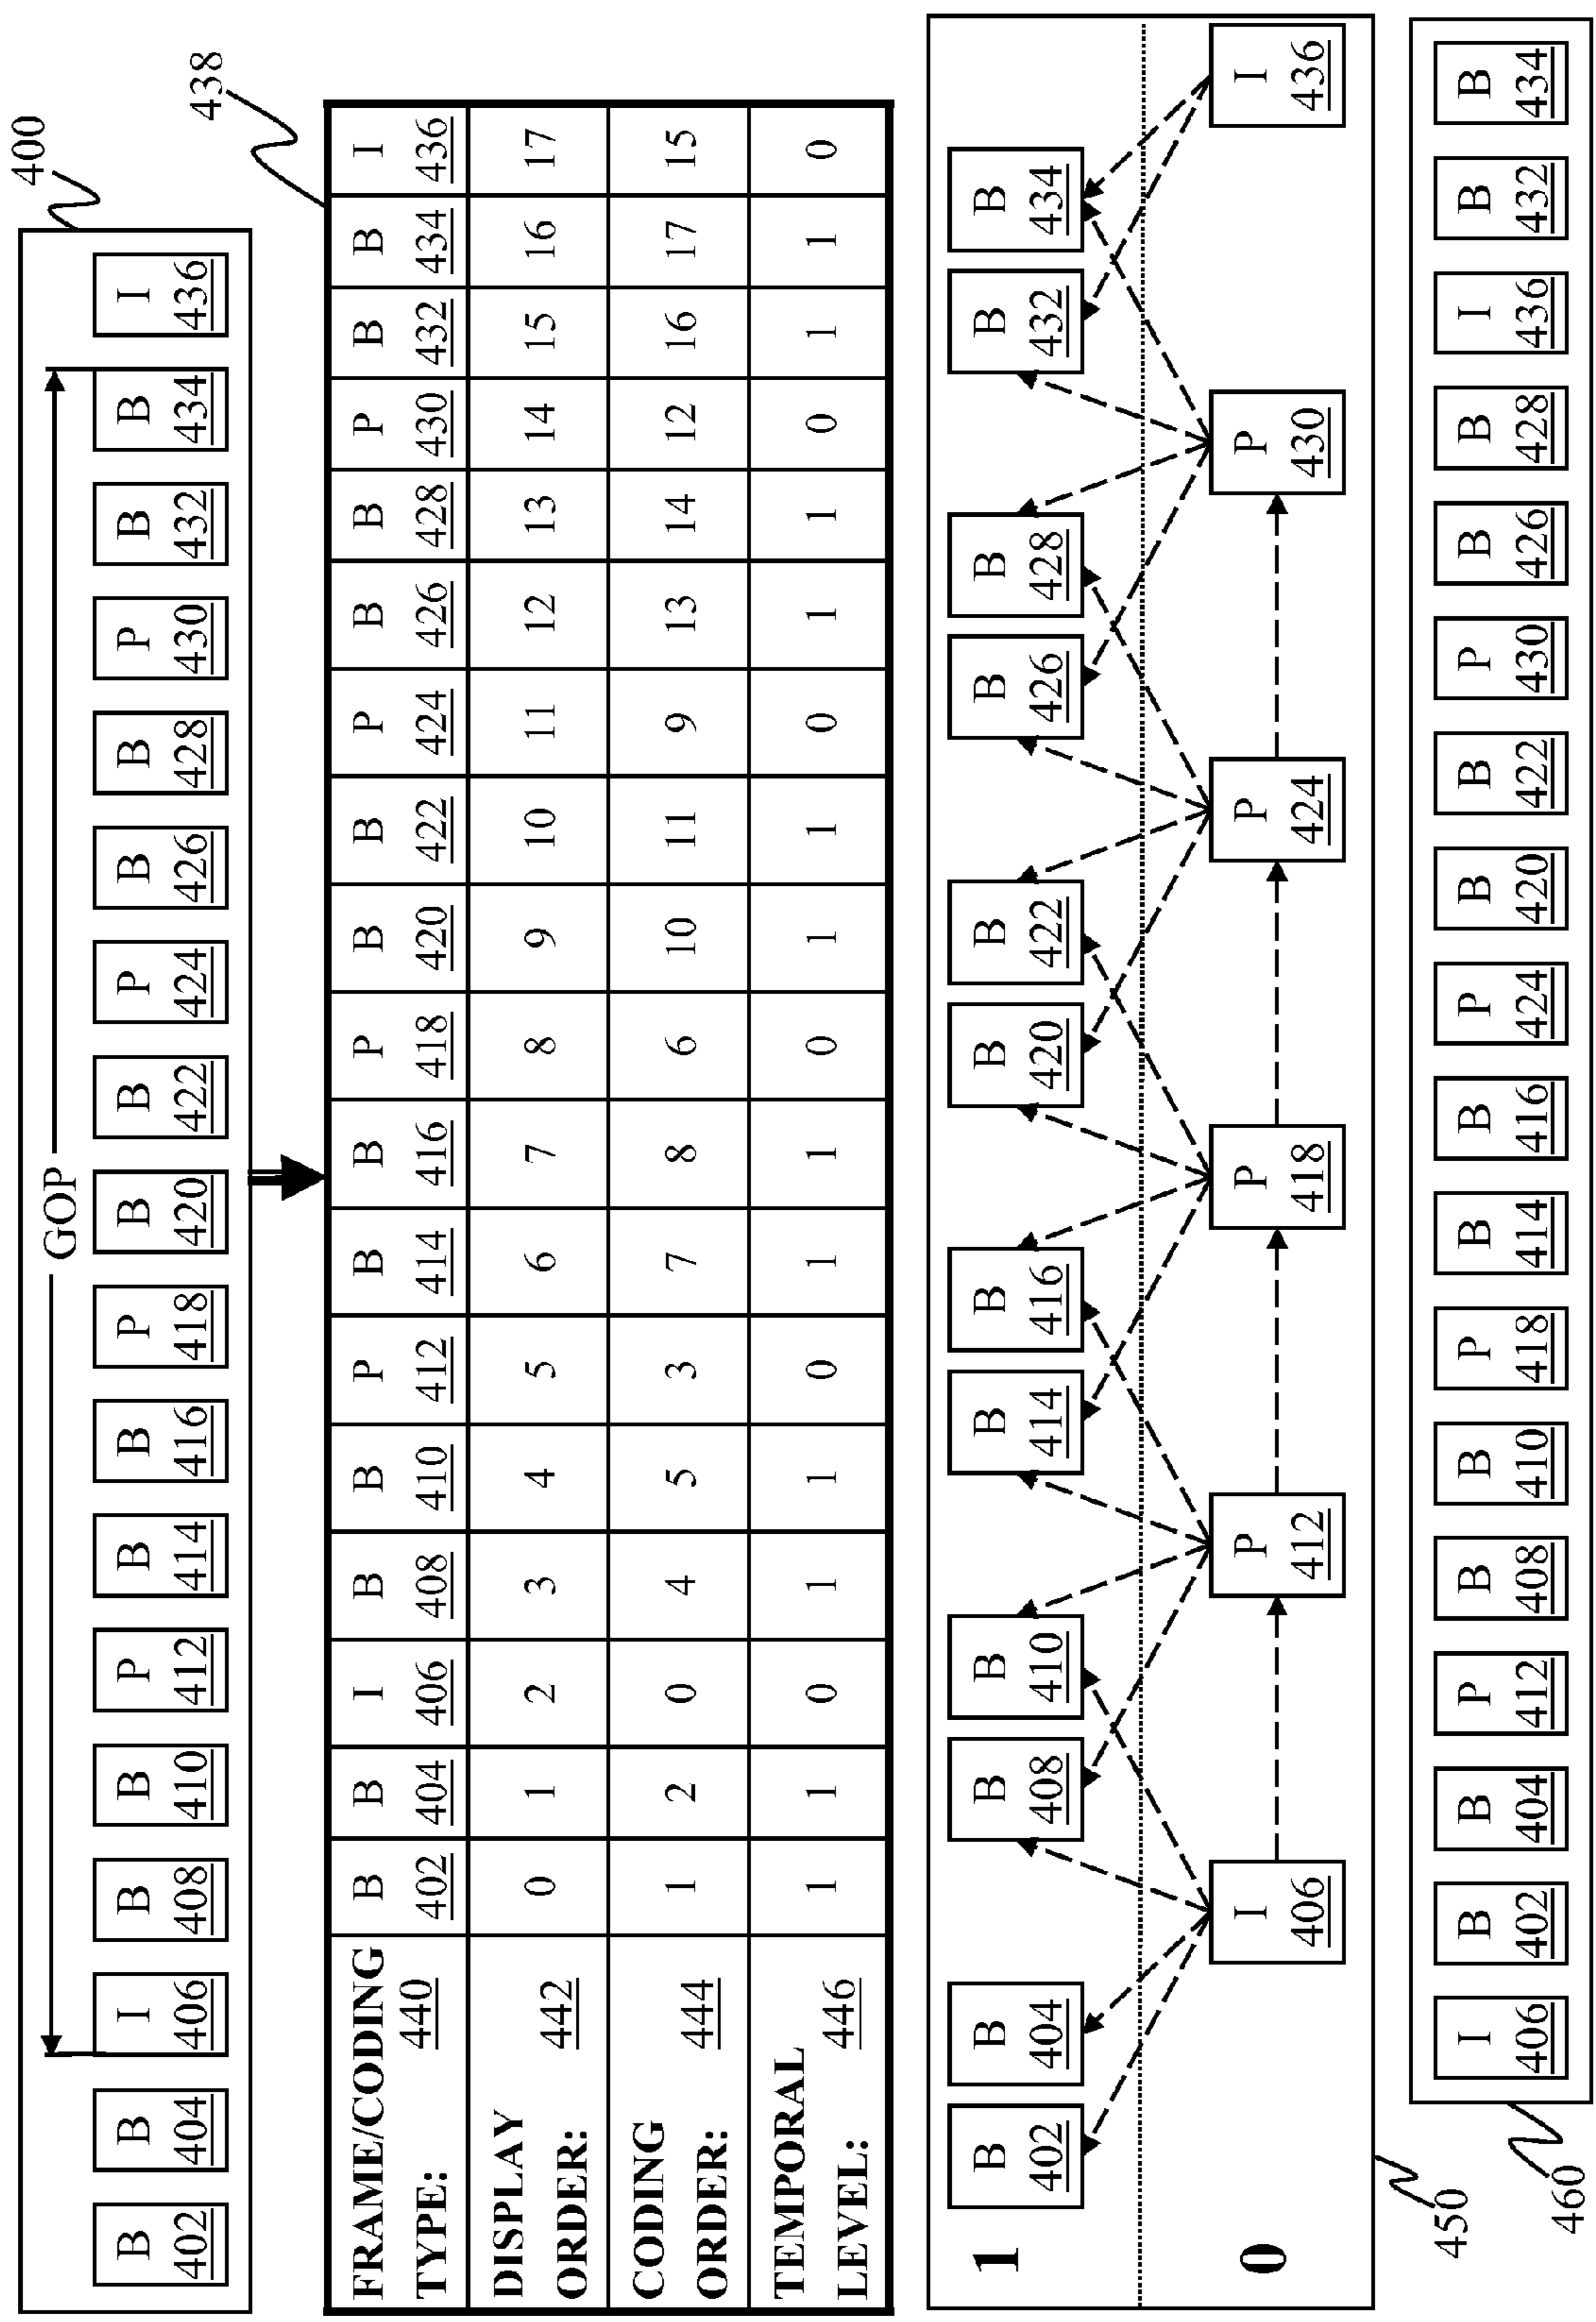 400
GOP
B B I B B P B B P B B P B B P B B I
402 404 406 408 410 412 414 416 418 420 422 424 426 428 430 432 434 436
438
FRAME/CODING B B I B B P B B P B B P B B P B B I
TYPE: 440 402 404 406 408 410 412 414 416 418 420 422 424 426 428 430 432 434 436
DISPLAY
ORDER: 442 0 1 2 3 4 5 6 7 8 9 10 11 12 13 14 15 16 17
CODING
ORDER: 444 1 2 0 4 5 3 7 8 6 10 11 9 13 14 12 16 17 15
TEMPORAL
LEVEL: 446 1 1 0 1 1 0 1 1 0 1 1 0 1 1 0 1 1 0
1 B B B B B B B B B B B B
402 404 408 410 414 416 420 422 426 428 432 434
0 I P P P P I
406 412 418 424 430 436
450
I B B P B B P B B P B B P B B I B B
406 402 404 412 408 410 418 414 416 424 420 422 430 426 428 436 432 434
460